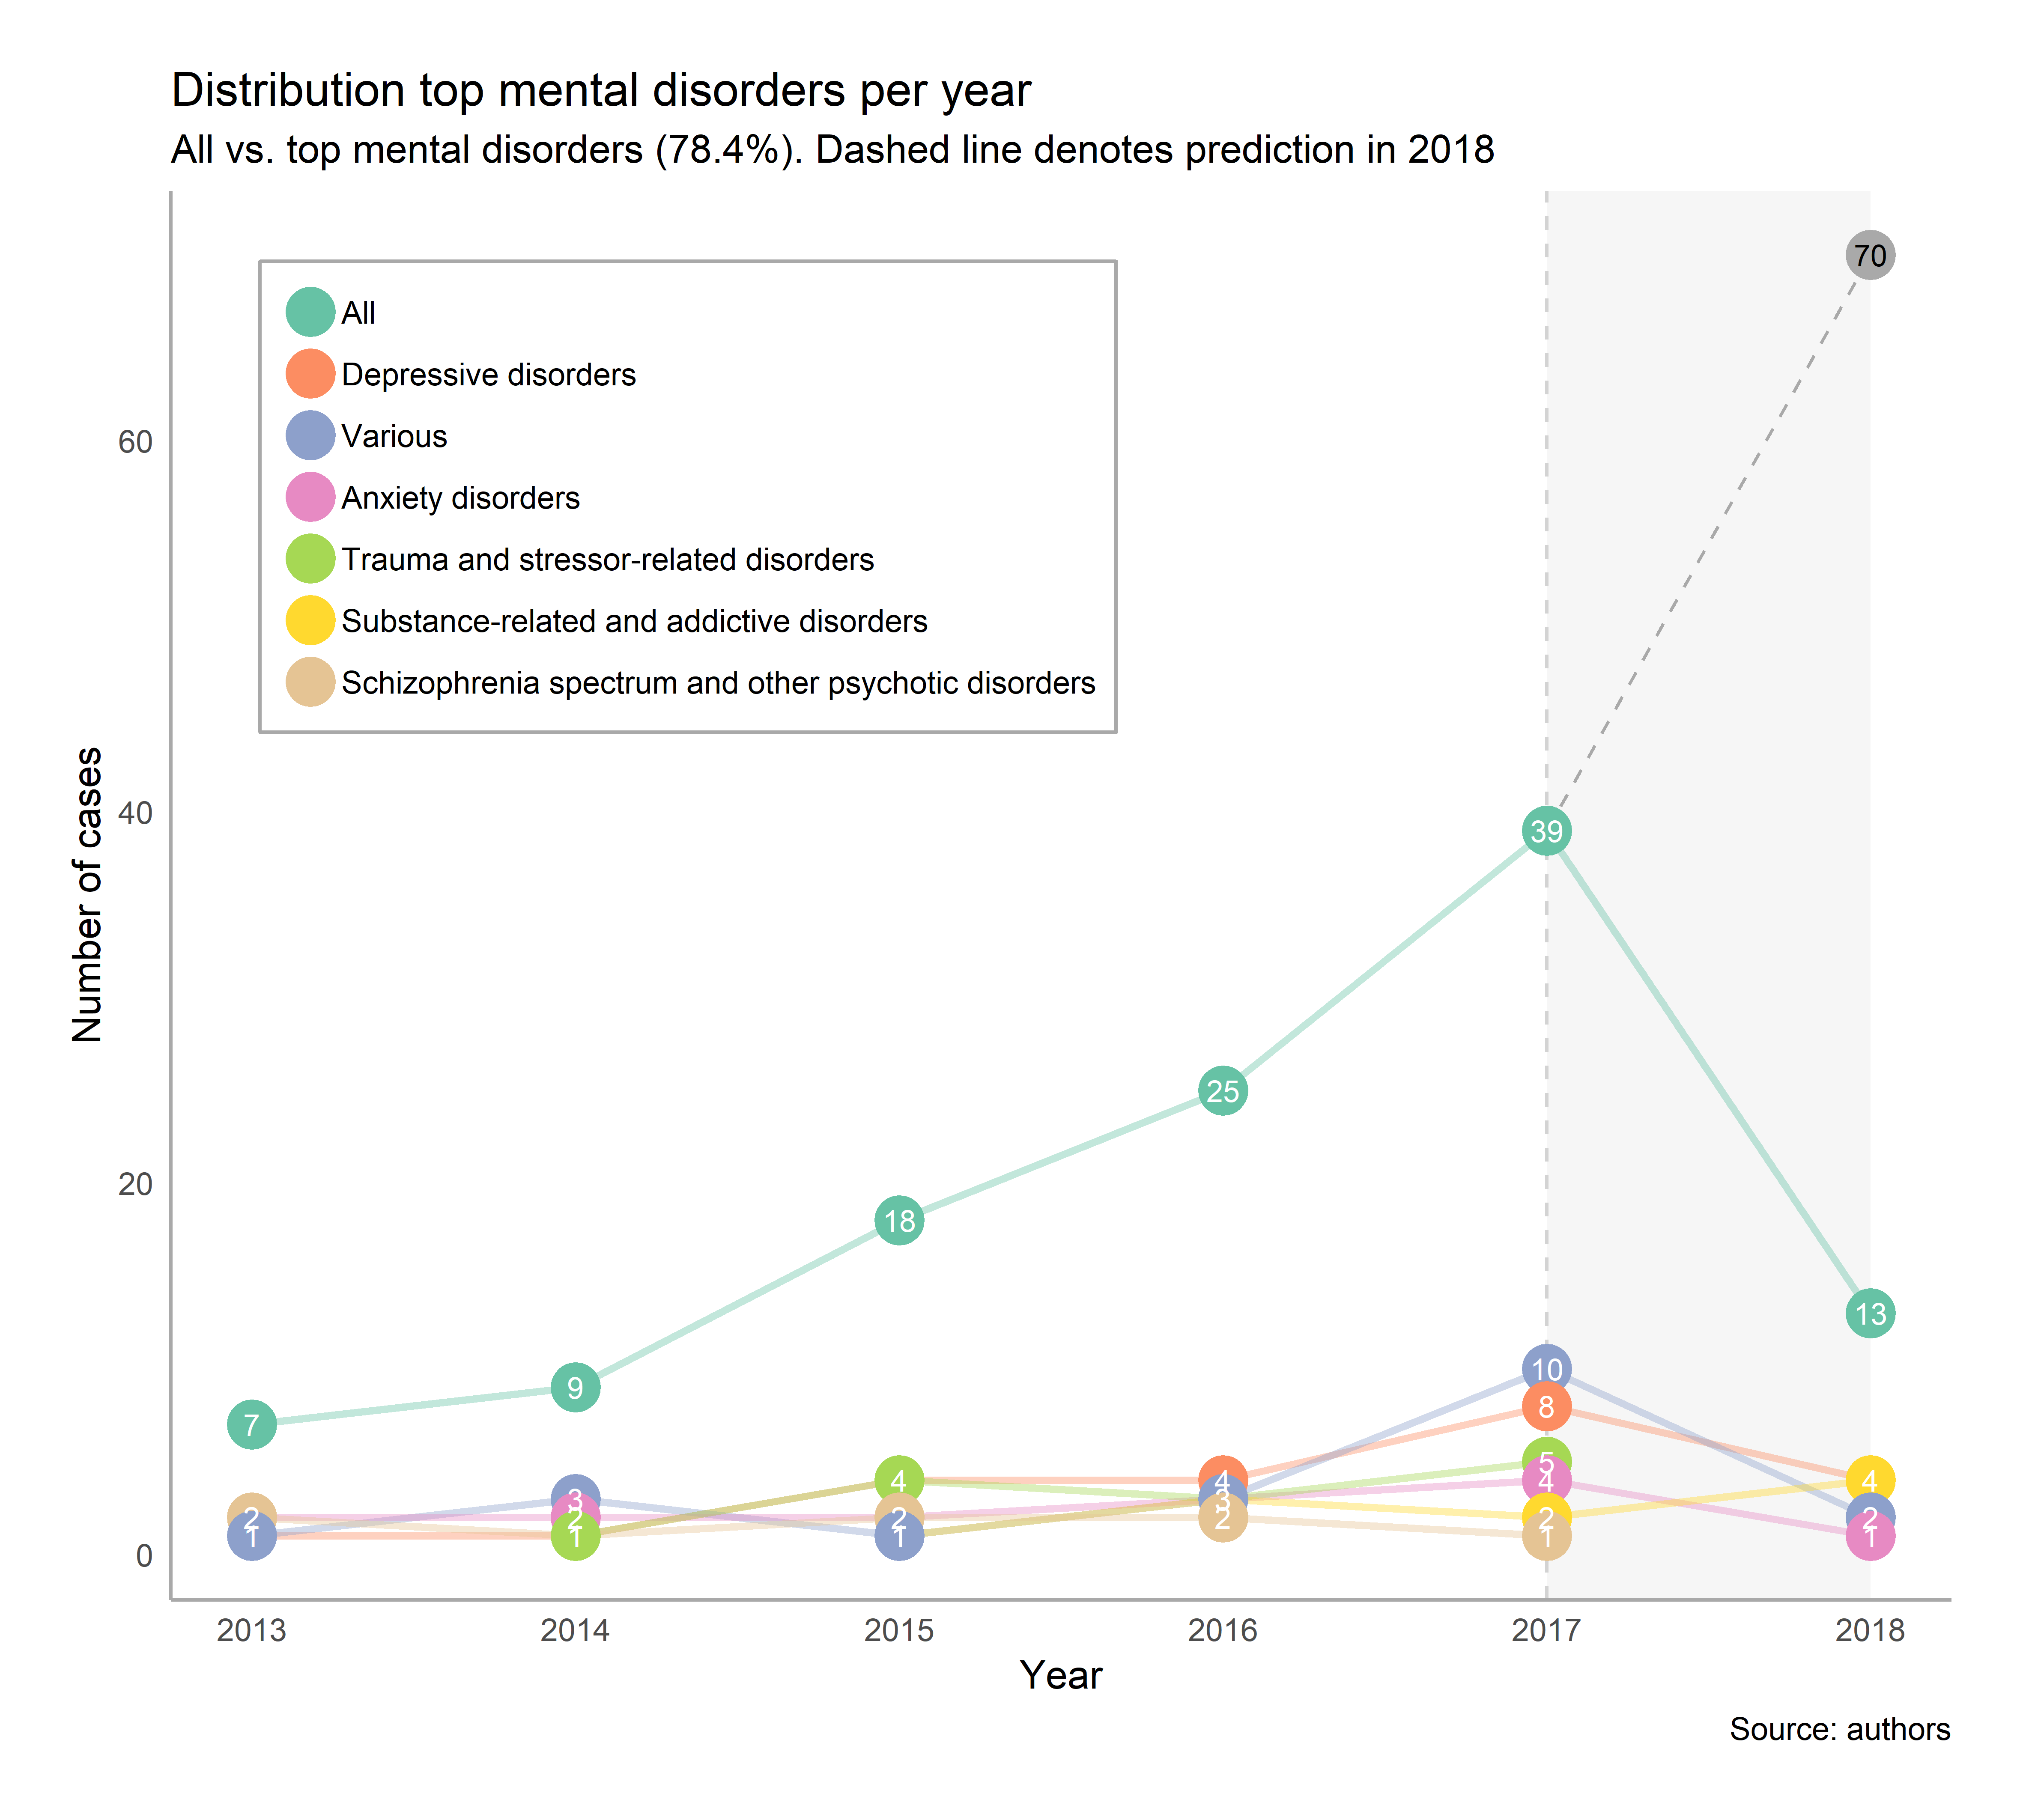 Distribution top mental disorders per year
All vs. top mental disorders (78.4%). Dashed line denotes prediction in 2018
70
All
Depressive disorders
Various
Anxiety disorders
Trauma and stressor-related disorders
Substance-related and addictive disorders
Schizophrenia spectrum and other psychotic disorders
60
40
20
0
Number of cases
39
25
18
13
9
7
10
8
5
4
4
4
4
3
3
2
2
2
2
2
2
1
1
1
1
1
2013 2014 2015 2016 2017 2018
Year
Source: authors